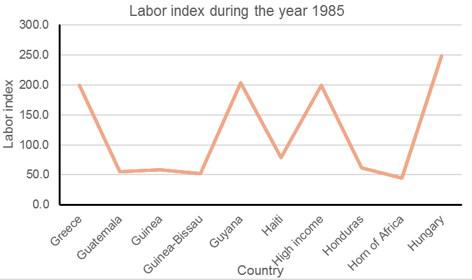 Labor index during the year 1985
300.0
250.0
200.0
150.0
100.0
50.0
0.0
Labor index
Greece
Guatemala
Guinea
Guinea-Bissau
Guyana
Haiti
High income
Honduras
Horn of Africa
Hungary
Country